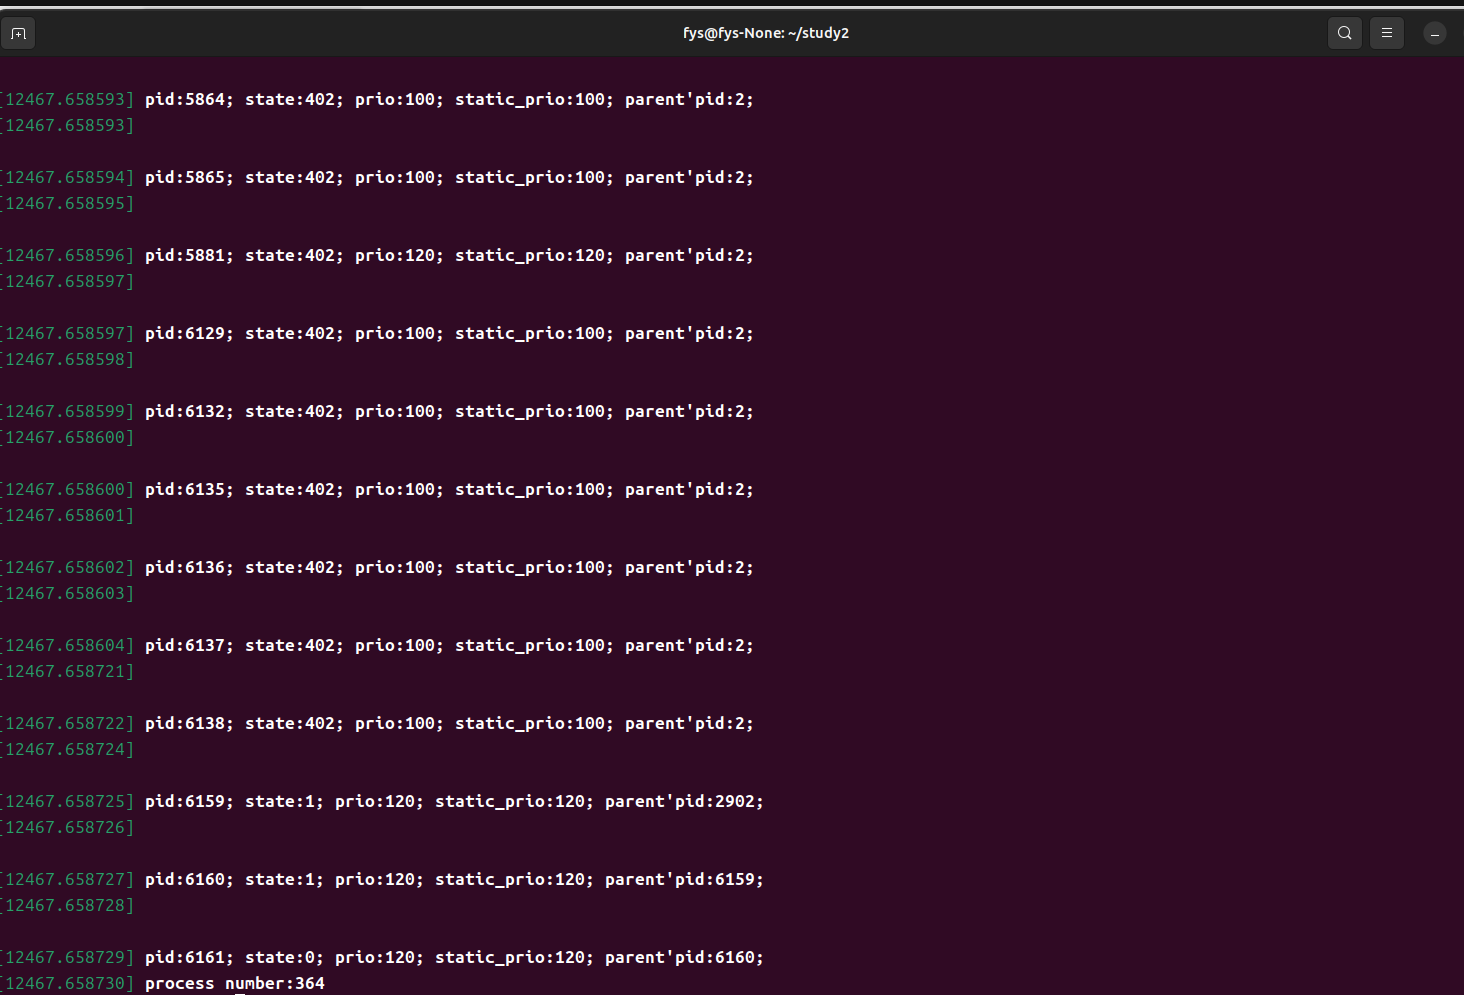 fys@fys-None: ~/study2
[12467.658593] pid:5864; state:402; prio:100; static_prio:100; parent'pid:2;
[12467.658593]
[12467.658594] pid:5865; state:402; prio:100; static_prio:100; parent'pid:2;
[12467.658595]
[12467.658596] pid:5881; state:402; prio:120; static_prio:120; parent'pid:2;
[12467.658597]
[12467.658597] pid:6129; state:402; prio:100; static_prio:100; parent'pid:2;
[12467.658598]
[12467.658599] pid:6132; state:402; prio:100; static_prio:100; parent'pid:2;
[12467.658600]
[12467.658600] pid:6135; state:402; prio:100; static_prio:100; parent'pid:2;
[12467.658601]
[12467.658602] pid:6136; state:402; prio:100; static_prio:100; parent'pid:2;
[12467.658603]
[12467.658604] pid:6137; state:402; prio:100; static_prio:100; parent'pid:2;
[12467.658721]
[12467.658722] pid:6138; state:402; prio:100; static_prio:100; parent'pid:2;
[12467.658724]
[12467.658725] pid:6159; state:1; prio:120; static_prio:120; parent'pid:2902;
[12467.658726]
[12467.658727] pid:6160; state:1; prio:120; static_prio:120; parent'pid:6159;
[12467.658728]
[12467.658729] pid:6161; state:0; prio:120; static_prio:120; parent'pid:6160;
[12467.658730] process number:364